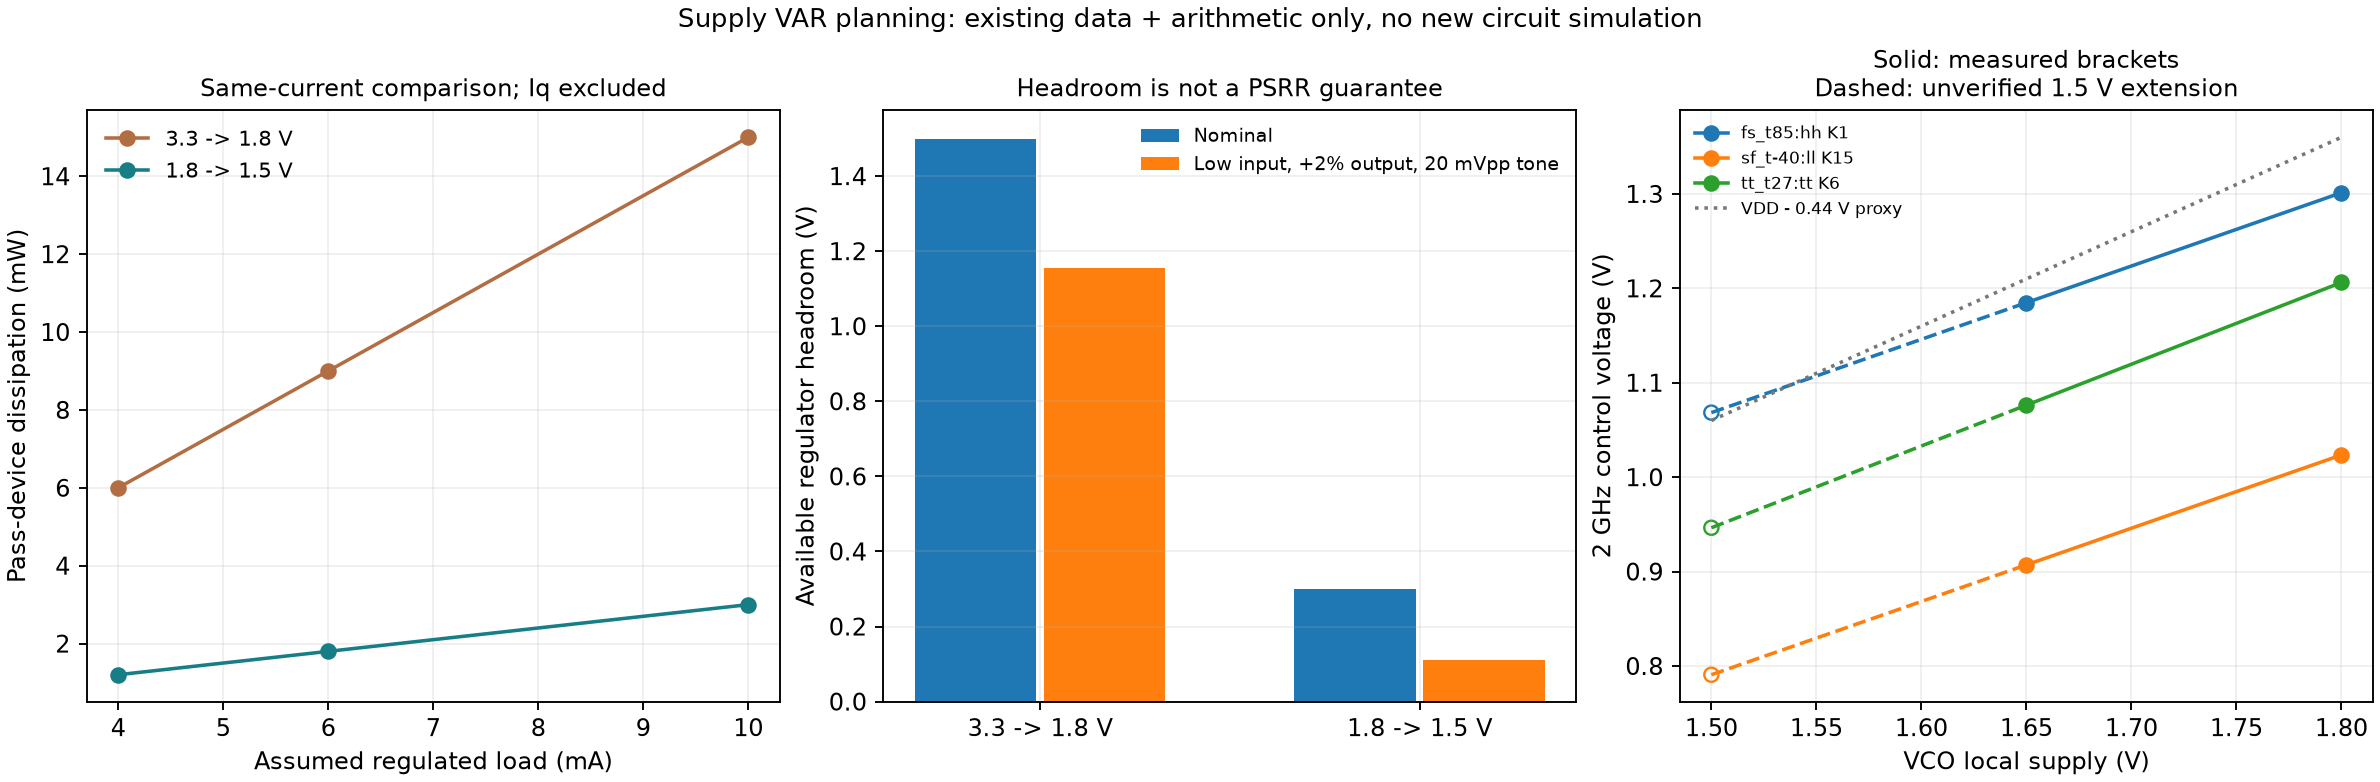 Supply VAR planning: existing data + arithmetic only, no new circuit simulation
Same-current comparison; Iq excluded
3.3 -> 1.8 V
1.8 -> 1.5 V
Pass-device dissipation (mW)
14
12
10
8
6
4
2
4
5
6
7
8
9
10
Assumed regulated load (mA)
Headroom is not a PSRR guarantee
Nominal
Low input, +2% output, 20 mVpp tone
Available regulator headroom (V)
1.4
1.2
1.0
0.8
0.6
0.4
0.2
0.0
3.3 -> 1.8 V
1.8 -> 1.5 V
Solid: measured brackets
Dashed: unverified 1.5 V extension
fs_t85:hh K1
sf_t-40:ll K15
tt_t27:tt K6
VDD - 0.44 V proxy
2 GHz control voltage (V)
1.3
1.2
1.1
1.0
0.9
0.8
1.50
1.55
1.60
1.65
1.70
1.75
1.80
VCO local supply (V)